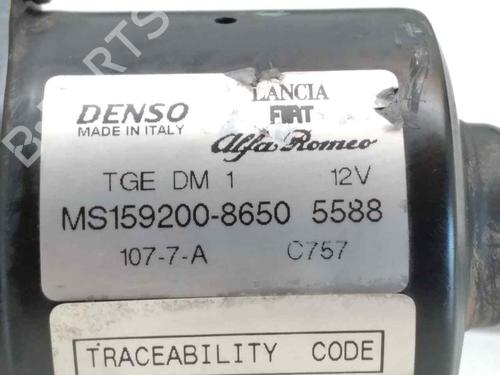 DENSO
MADE IN ITALY
LANCIA
FIAT
Alfa Romeo
TGE DM 1 12V
MS159200-8650 5588
107-7-A C757
TRACEABILITY CODE